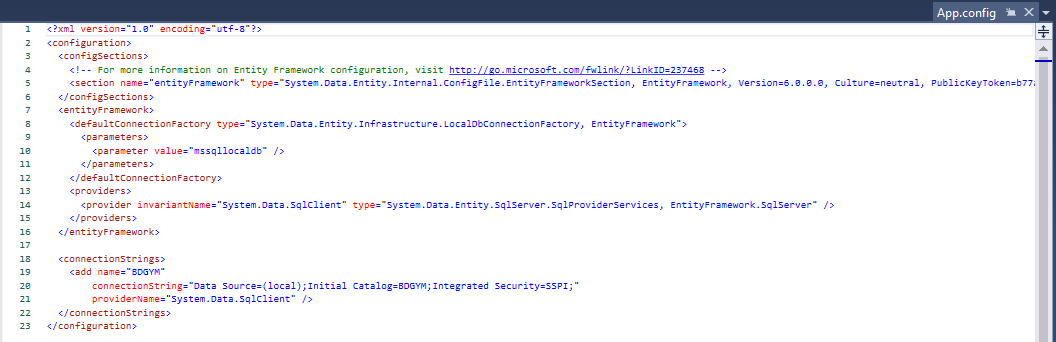 App.config
1 <?xml version="1.0" encoding="utf-8"?>
2 <configuration>
3 <configSections>
4 <!-- For more information on Entity Framework configuration, visit http://go.microsoft.com/fwlink/?LinkID=237468 -->
5 <section name="entityFramework" type="System.Data.Entity.Internal.ConfigFile.EntityFrameworkSection, EntityFramework, Version=6.0.0.0, Culture=neutral, PublicKeyToken=b77a
6 </configSections>
7 <entityFramework>
8 <defaultConnectionFactory type="System.Data.Entity.Infrastructure.LocalDbConnectionFactory, EntityFramework">
9 <parameters>
10 <parameter value="mssqllocaldb" />
11 </parameters>
12 </defaultConnectionFactory>
13 <providers>
14 <provider invariantName="System.Data.SqlClient" type="System.Data.Entity.SqlServer.SqlProviderServices, EntityFramework.SqlServer" />
15 </providers>
16 </entityFramework>
17
18 <connectionStrings>
19 <add name="BDGYM"
20 connectionString="Data Source=(local);Initial Catalog=BDGYM;Integrated Security=SSPI;"
21 providerName="System.Data.SqlClient" />
22 </connectionStrings>
23 </configuration>